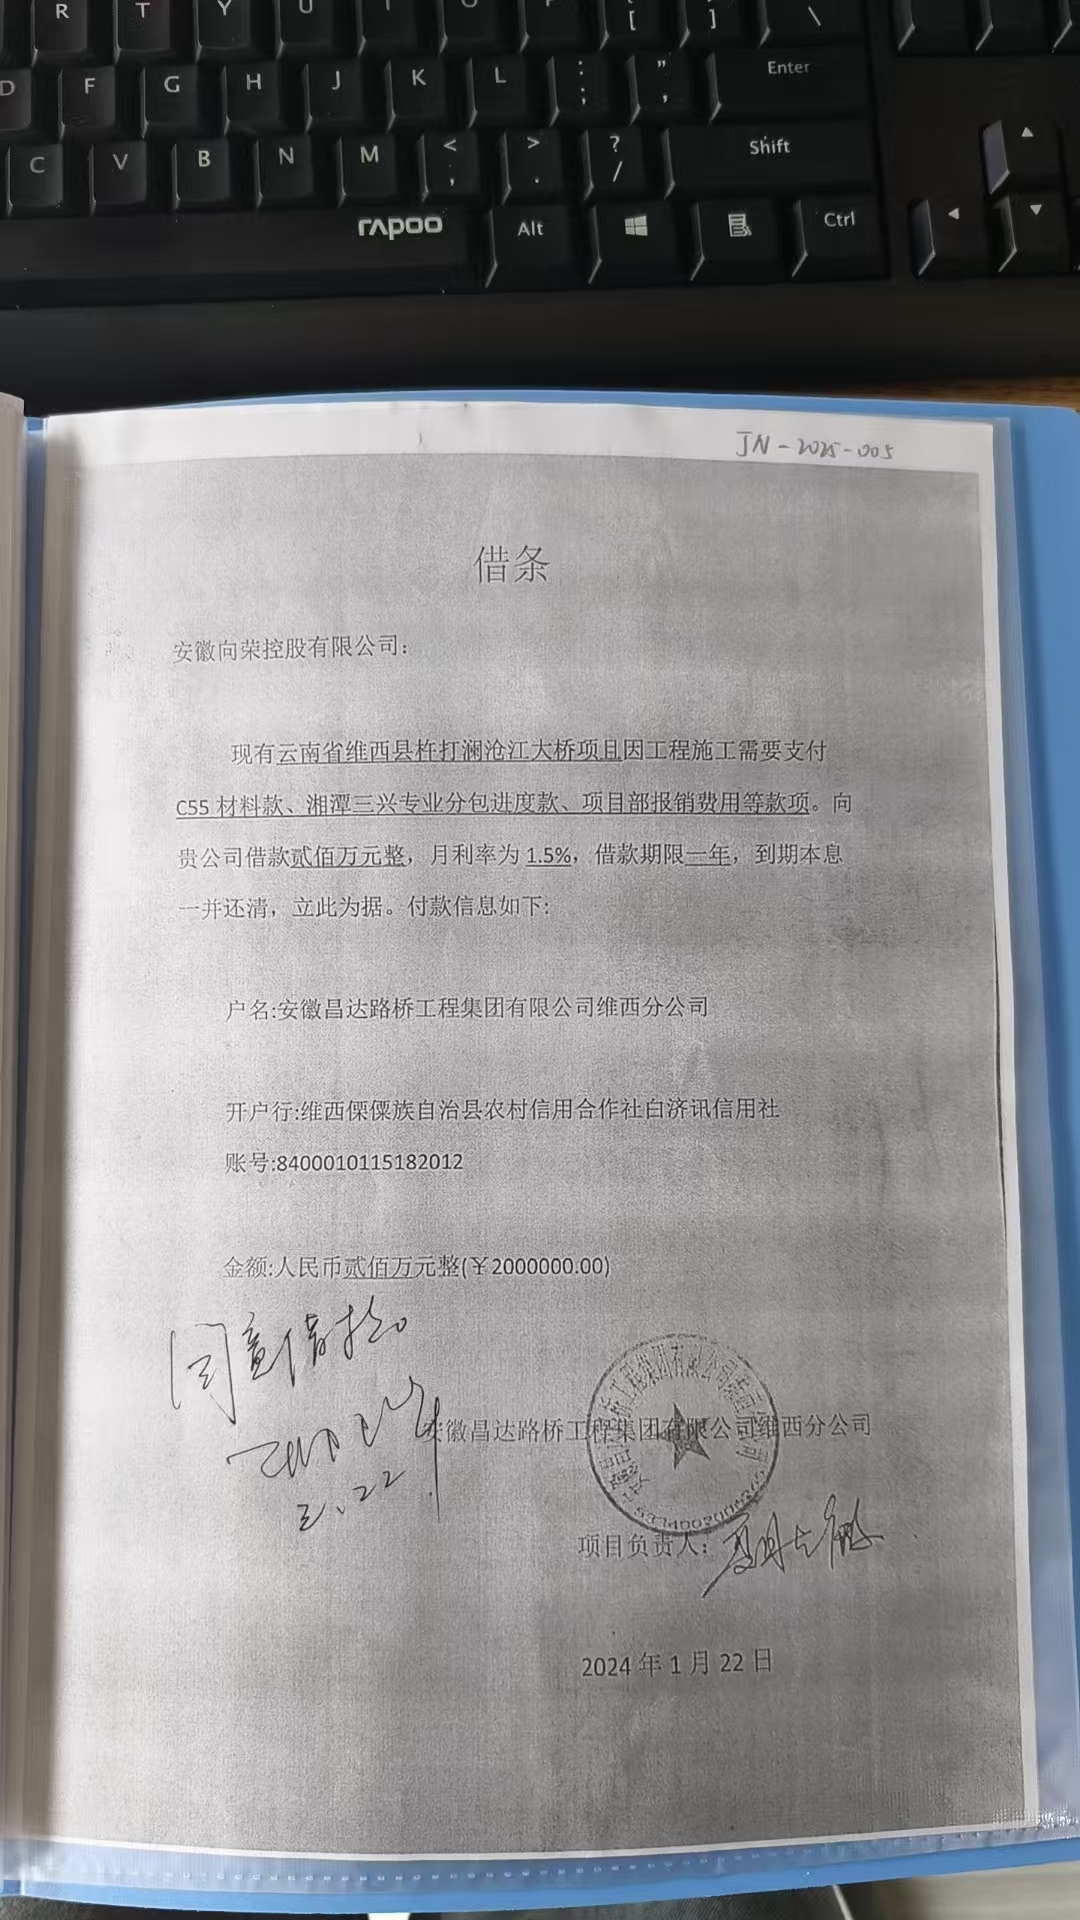 R T Y U I O P [ ] \
D F G H J K L : ; " ' Enter
C V B N M < , > . ? / Shift
rapoo Alt Ctrl
JN-2025-005
借条
安徽向荣控股有限公司:
现有云南省维西县杵打澜沧江大桥项目因工程施工需要支付
C55 材料款、湘潭三兴专业分包进度款、项目部报销费用等款项。向
贵公司借款贰佰万元整，月利率为 1.5%，借款期限一年，到期本息
一并还清，立此为据。付款信息如下:
户名:安徽昌达路桥工程集团有限公司维西分公司
开户行:维西傈僳族自治县农村信用合作社白济讯信用社
账号:8400010115182012
金额:人民币贰佰万元整(￥2000000.00)
同意借款
安徽昌达路桥工程集团有限公司维西分公司
项目负责人:
2024 年 1 月 22 日